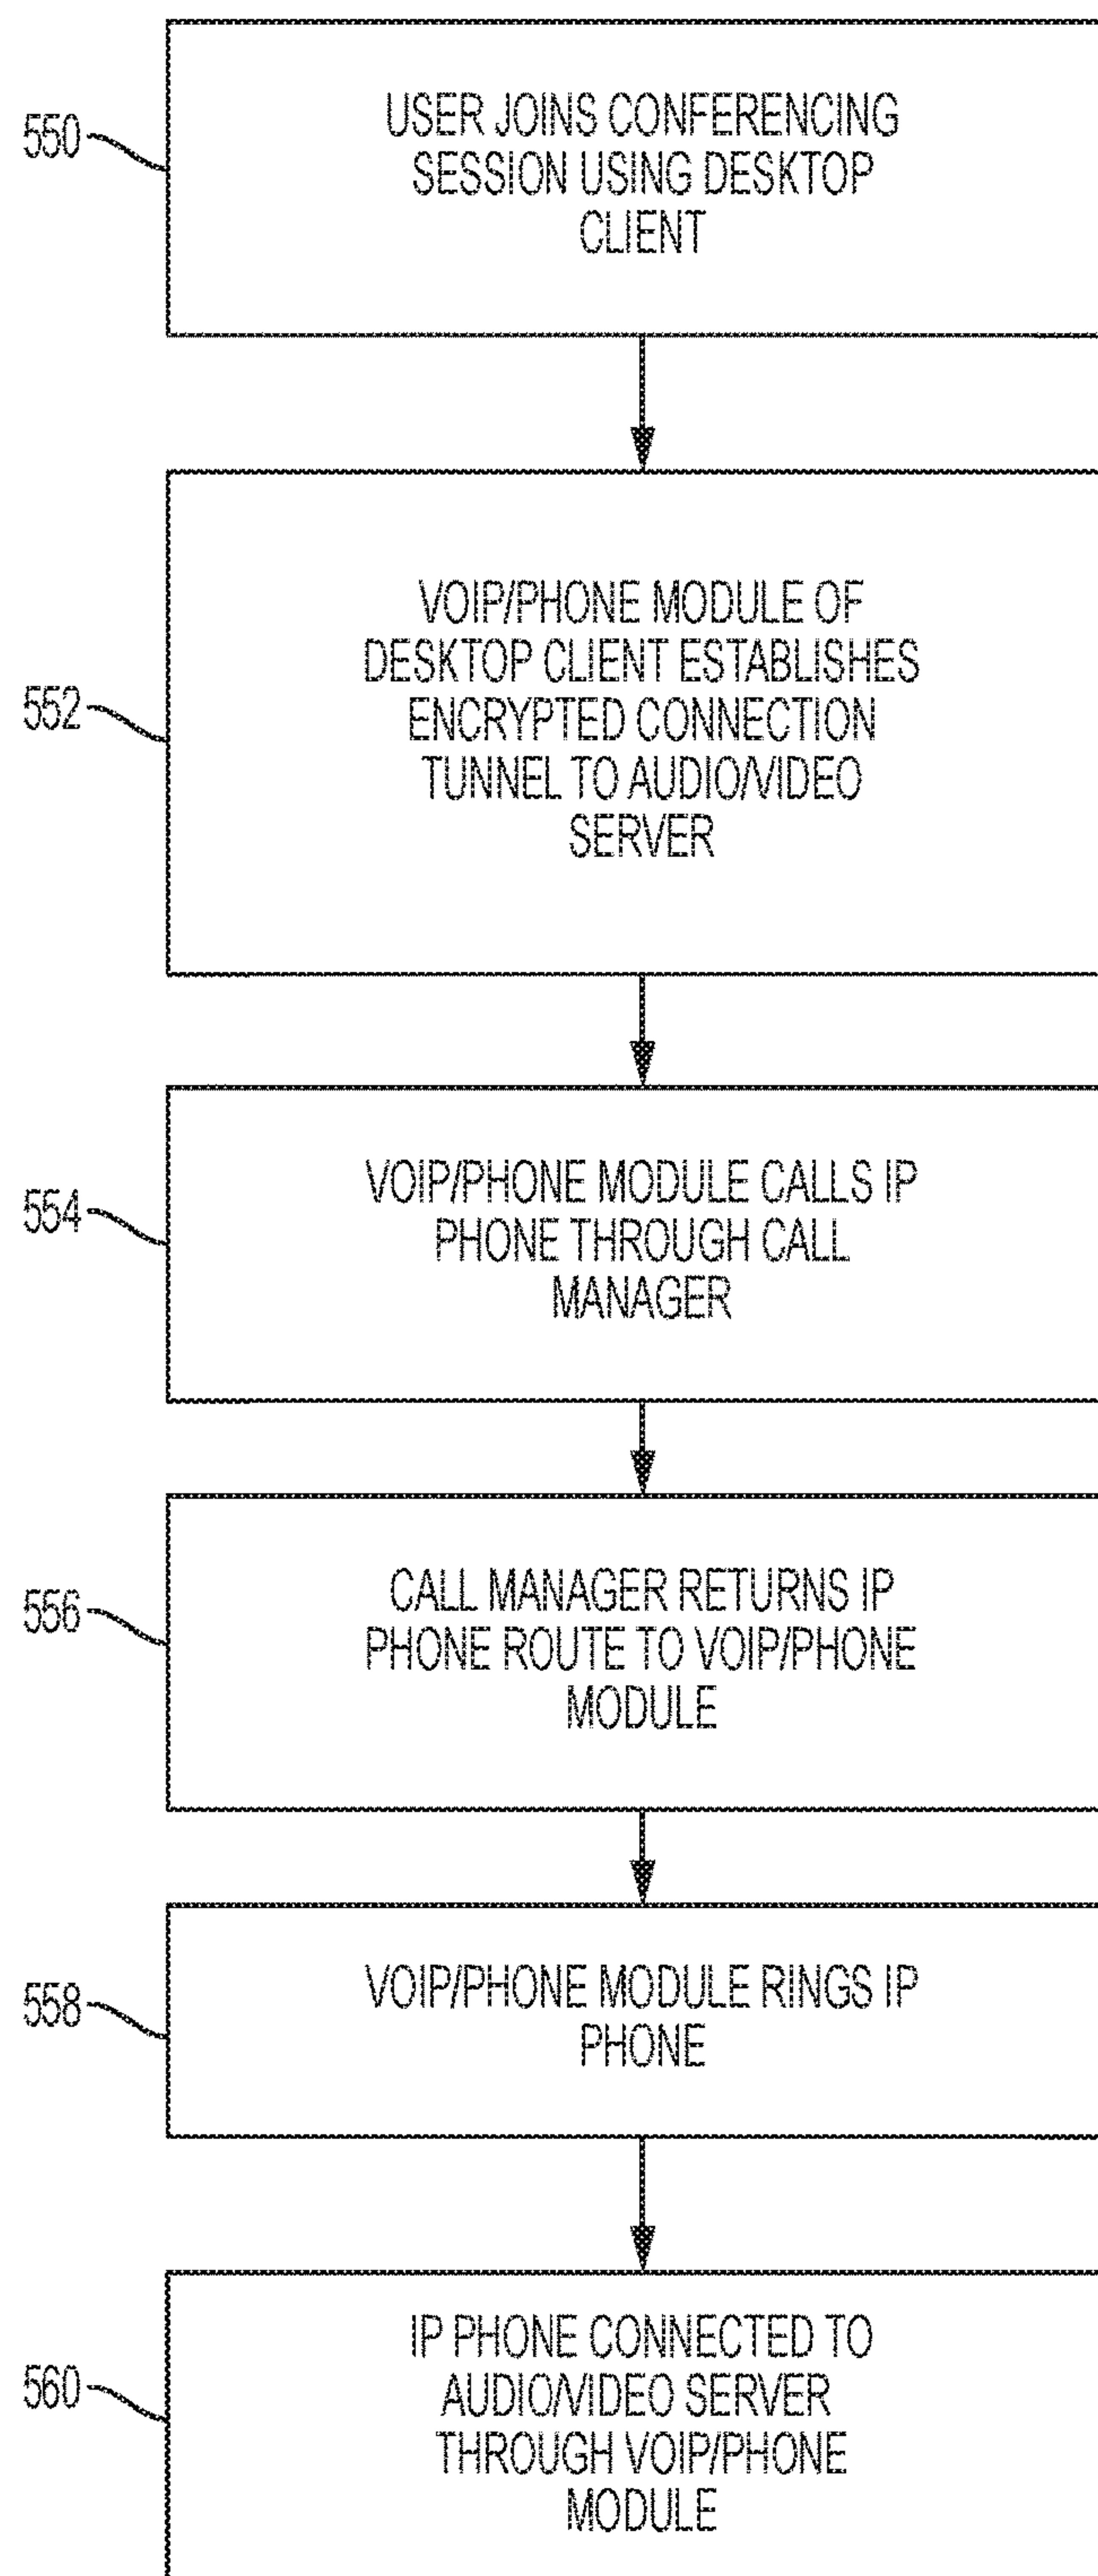 550
USER JOINS CONFERENCING
SESSION USING DESKTOP
CLIENT
552
VOIP/PHONE MODULE OF
DESKTOP CLIENT ESTABLISHES
ENCRYPTED CONNECTION
TUNNEL TO AUDIO/VIDEO
SERVER
554
VOIP/PHONE MODULE CALLS IP
PHONE THROUGH CALL
MANAGER
556
CALL MANAGER RETURNS IP
PHONE ROUTE TO VOIP/PHONE
MODULE
558
VOIP/PHONE MODULE RINGS IP
PHONE
560
IP PHONE CONNECTED TO
AUDIO/VIDEO SERVER
THROUGH VOIP/PHONE
MODULE